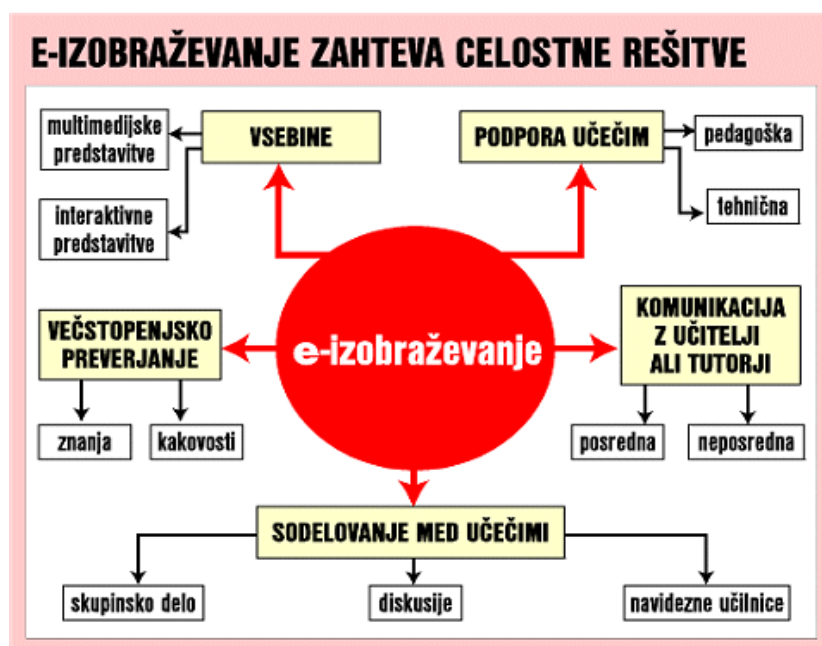 E-IZOBRAŽEVANJE ZAHTEVA CELOSTNE REŠITVE
multimedijske
predstavitve
VSEBINE
interaktivne
predstavitve
PODPORA UČEČIM
pedagoška
tehnična
VEČSTOPENJSKO
PREVERJANJE
znanja
kakovosti
e-izobraževanje
KOMUNIKACIJA
Z UČITELJI
ALI TUTORJI
posredna
neposredna
SODELOVANJE MED UČEČIMI
skupinsko delo
diskusije
navidezne učilnice